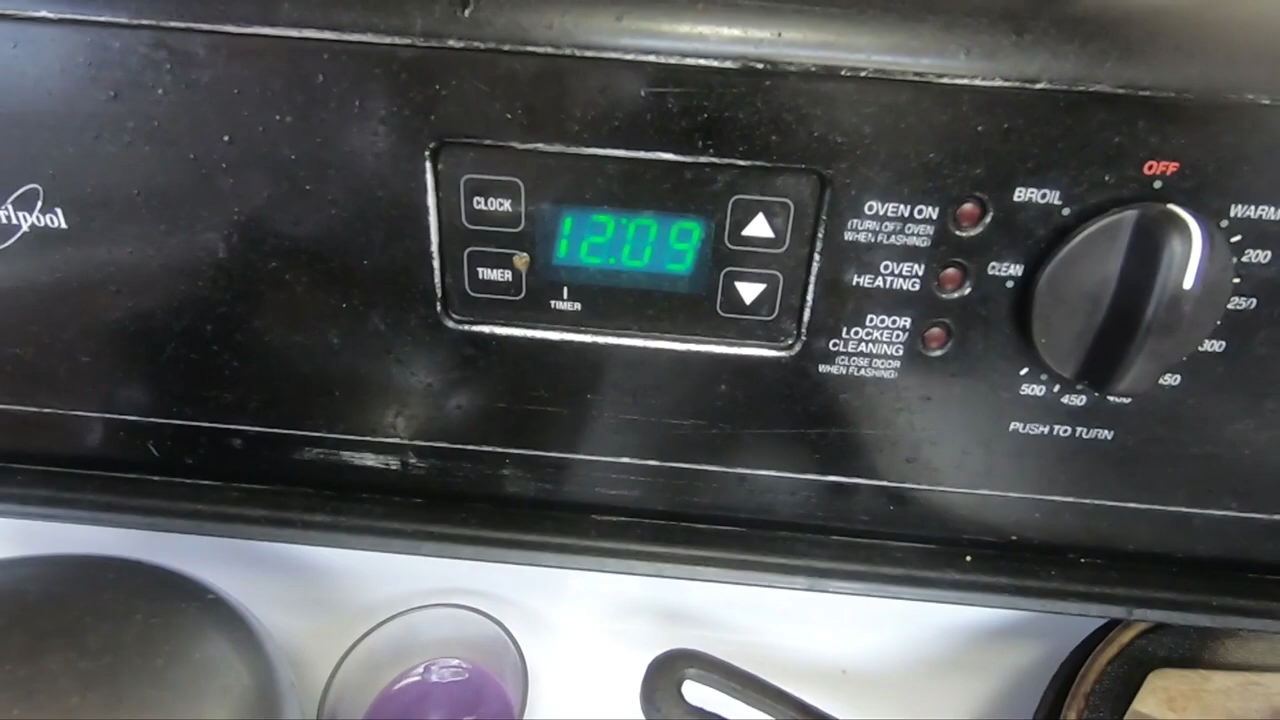 CLOCK
TIMER
12:09
TIMER
OVEN ON
(TURN OFF OVEN
WHEN FLASHING)
OVEN
HEATING
DOOR
LOCKED/
CLEANING
(CLOSE DOOR
WHEN FLASHING)
OFF
BROIL
CLEAN
WARM
200
250
300
450
500
PUSH TO TURN